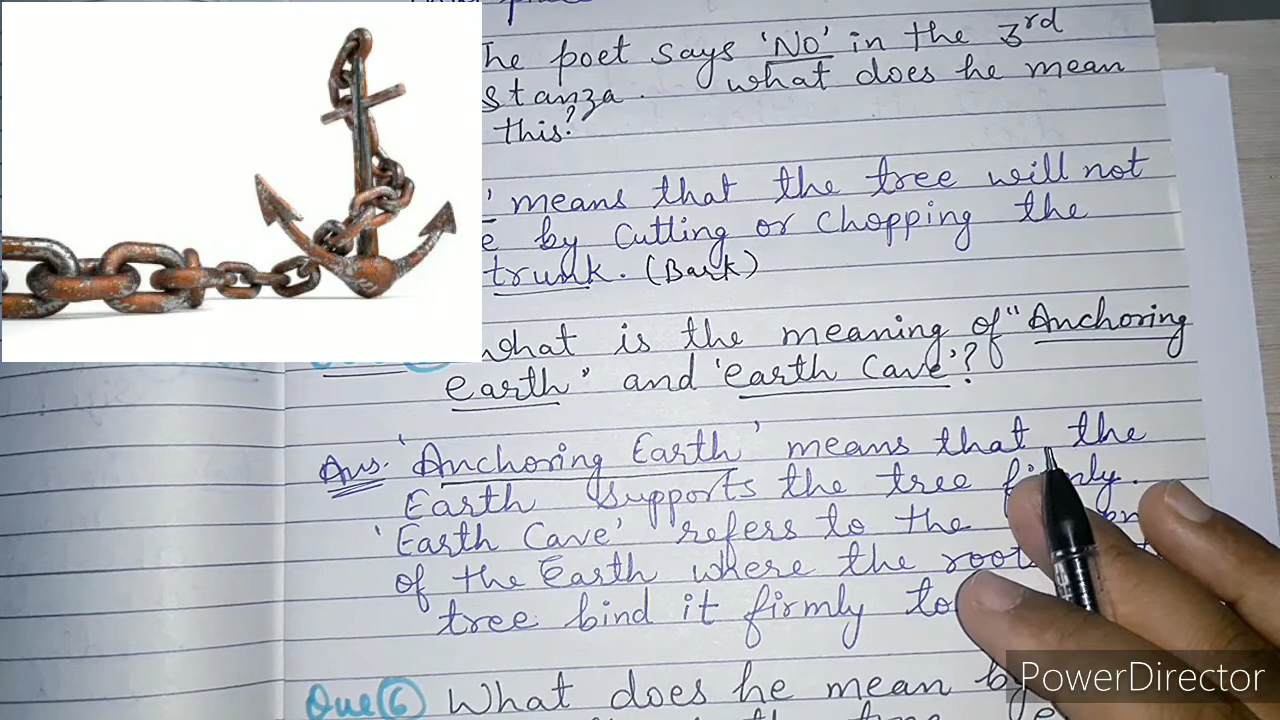 The poet says 'No' in the 3rd
stanza. What does he mean
this?
' means that the tree will not
by cutting or chopping the
trunk. (Bark)
What is the meaning of "Anchoring
earth" and 'earth Cave'?
Ans. 'Anchoring Earth' means that the
Earth supports the tree firmly.
'Earth Cave' refers to the
of the Earth where the root
tree bind it firmly to
Que (6) What does he mean
PowerDirector